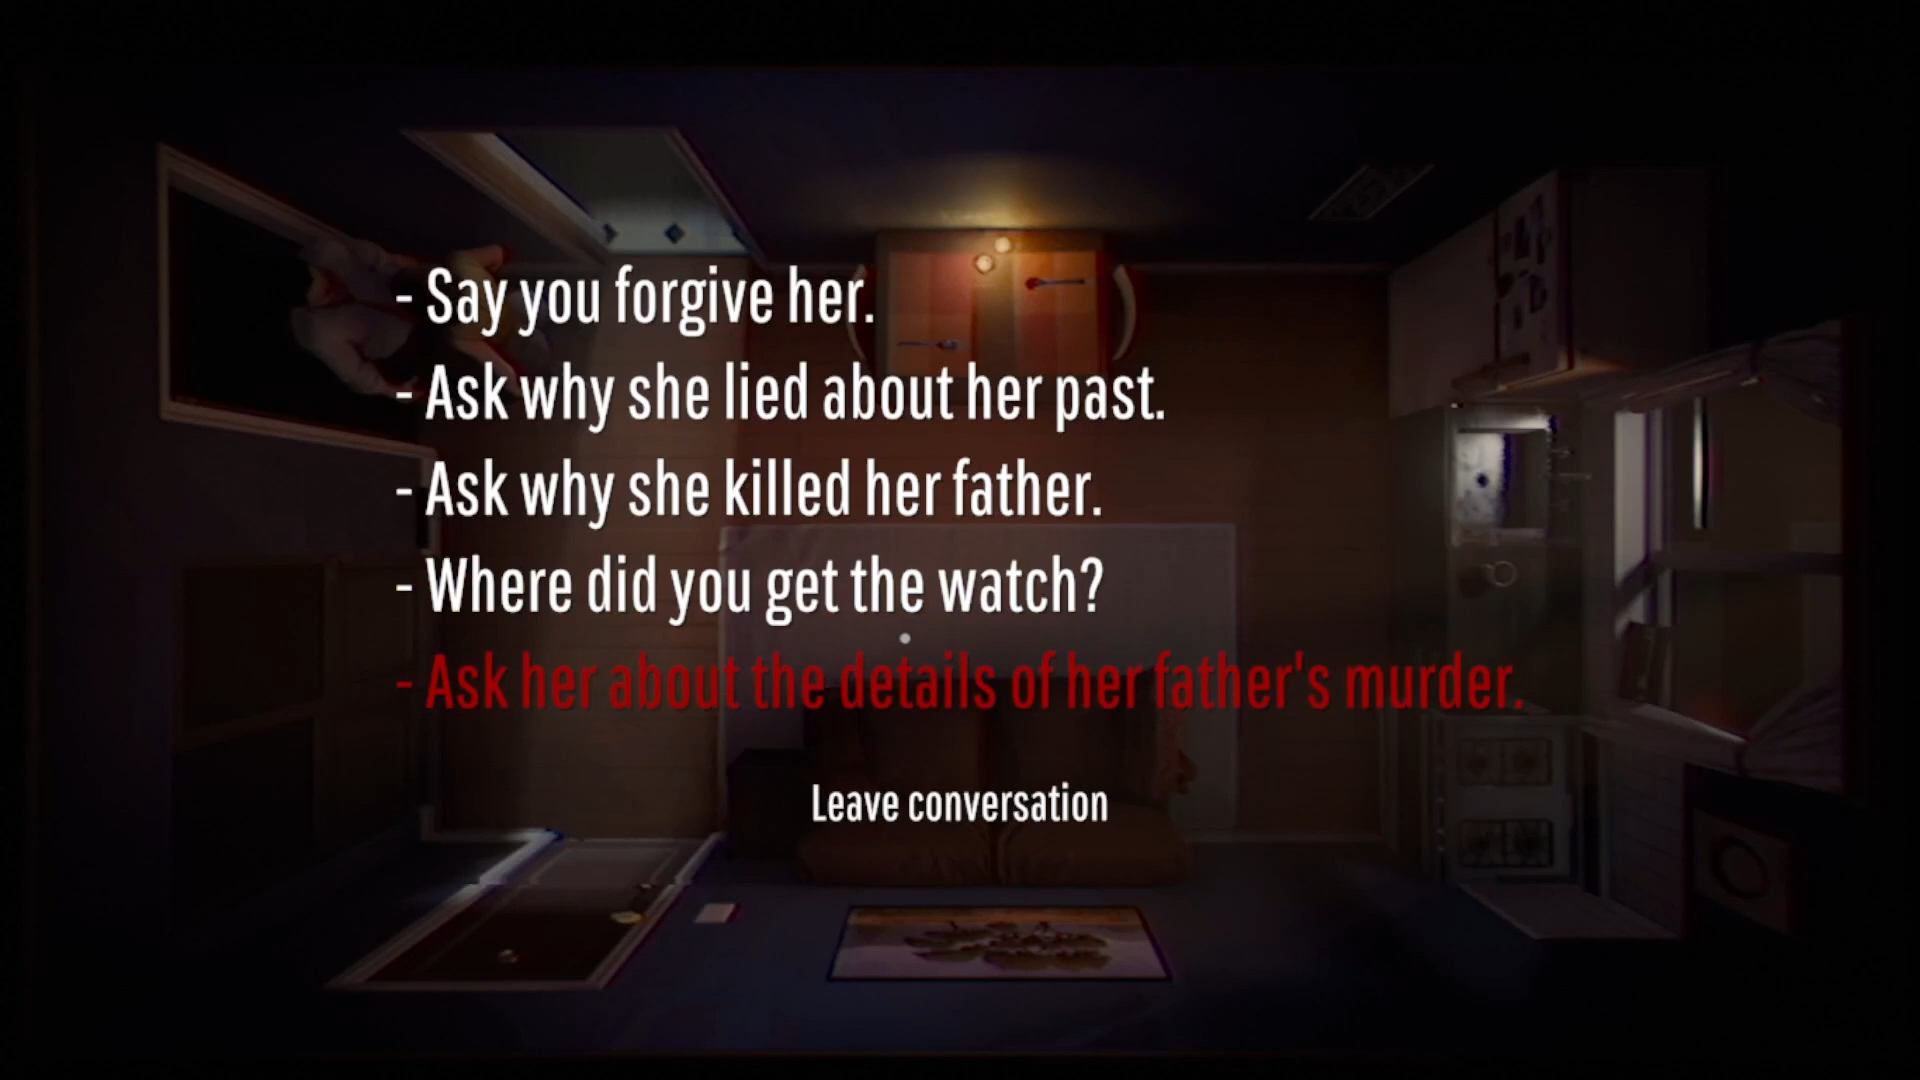 - Say you forgive her.
- Ask why she lied about her past.
- Ask why she killed her father.
- Where did you get the watch?
- Ask her about the details of her father's murder.
Leave conversation